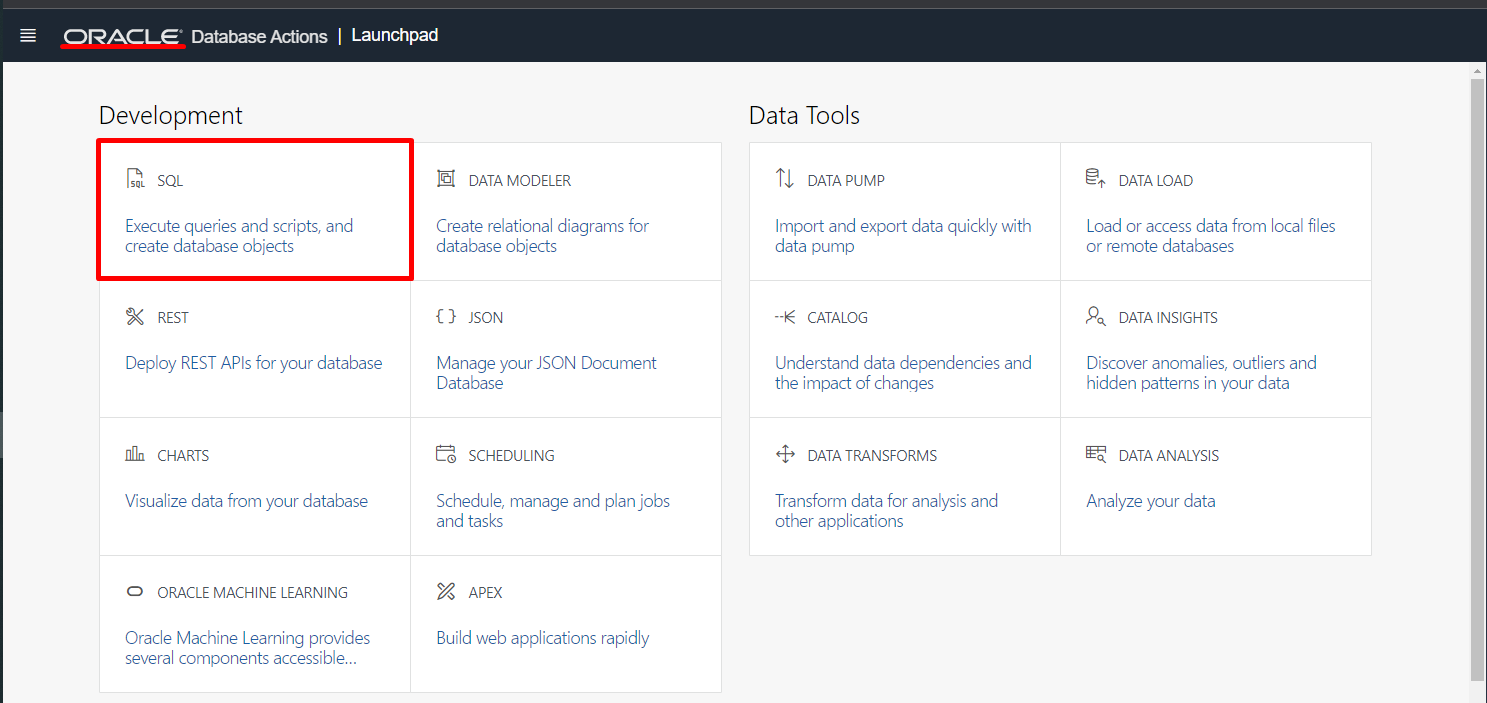 ORACLE Database Actions | Launchpad
Development
SQL
Execute queries and scripts, and
create database objects
DATA MODELER
Create relational diagrams for
database objects
REST
Deploy REST APIs for your database
JSON
Manage your JSON Document
Database
CHARTS
Visualize data from your database
SCHEDULING
Schedule, manage and plan jobs
and tasks
ORACLE MACHINE LEARNING
Oracle Machine Learning provides
several components accessible...
APEX
Build web applications rapidly
Data Tools
DATA PUMP
Import and export data quickly with
data pump
DATA LOAD
Load or access data from local files
or remote databases
CATALOG
Understand data dependencies and
the impact of changes
DATA INSIGHTS
Discover anomalies, outliers and
hidden patterns in your data
DATA TRANSFORMS
Transform data for analysis and
other applications
DATA ANALYSIS
Analyze your data